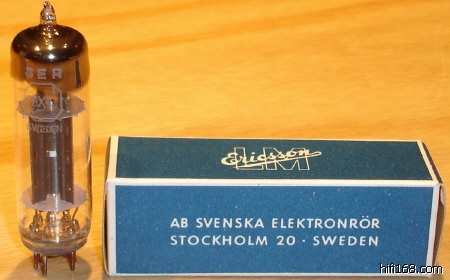 SER
SWEDEN
Ericsson
LM
AB SVENSKA ELEKTRONRÖR
STOCKHOLM 20 · SWEDEN
hifi168.com